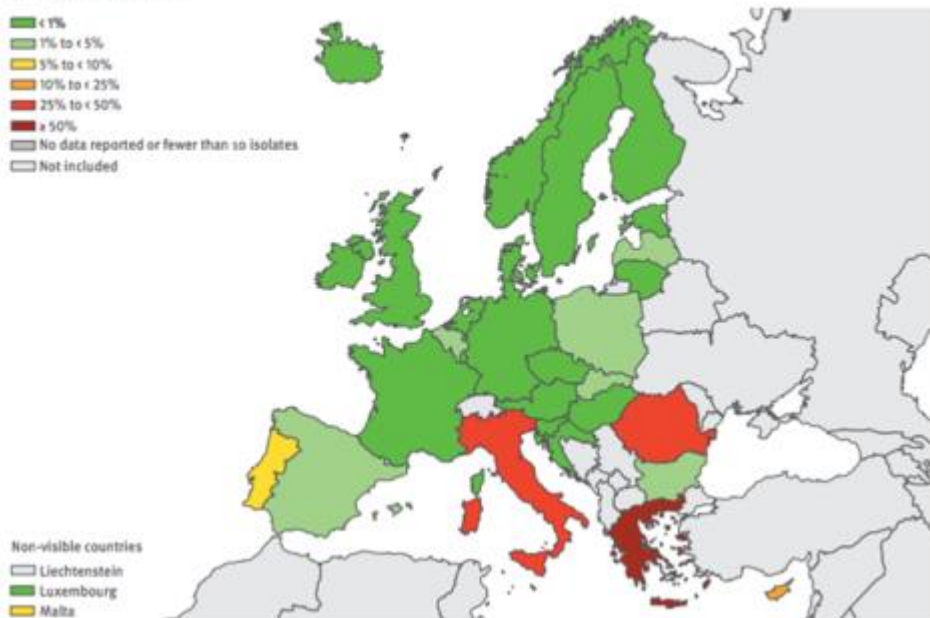 < 1%
1% to < 5%
5% to < 10%
10% to < 25%
25% to < 50%
≥ 50%
No data reported or fewer than 10 isolates
Not included
Non-visible countries
Liechtenstein
Luxembourg
Malta